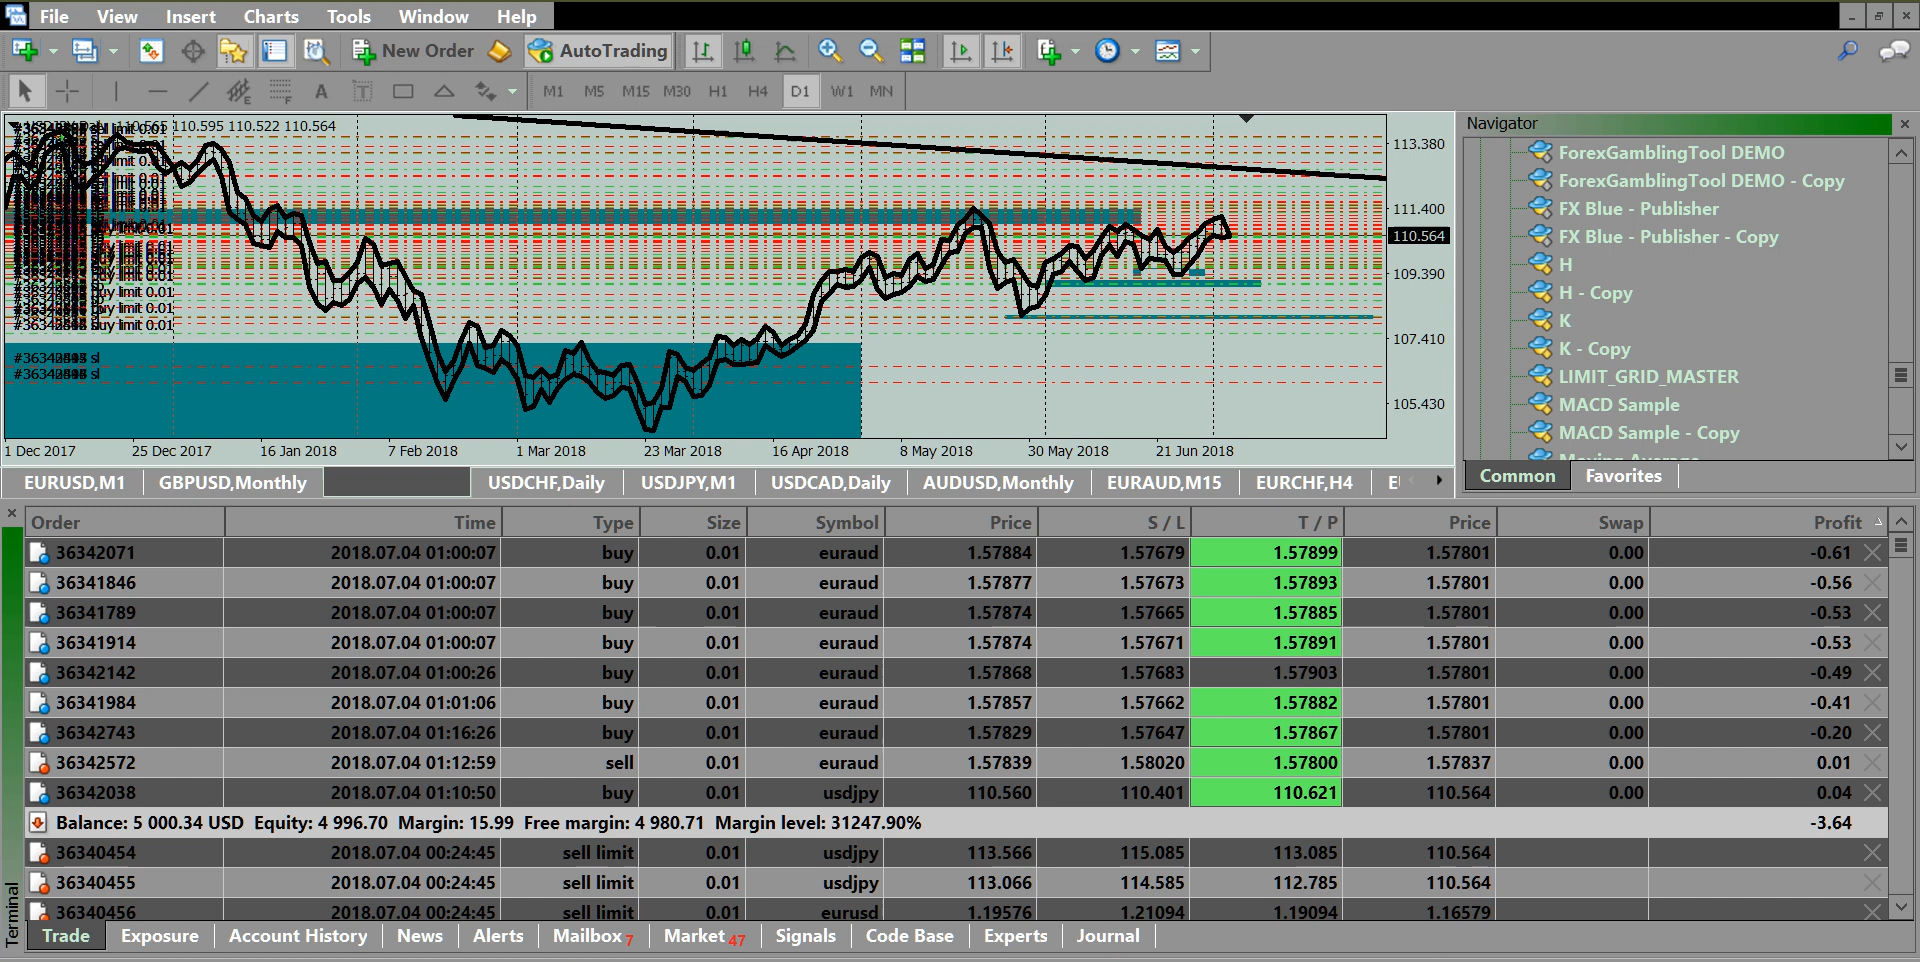 File View Insert Charts Tools Window Help
New Order AutoTrading
E F A T M1 M5 M15 M30 H1 H4 D1 W1 MN
110.595 110.522 110.564
sell limit 0.01
buy limit 0.01
buy limit 0.01
buy limit 0.01
sl
sl
113.380
111.400
110.564
109.390
107.410
105.430
1 Dec 2017 25 Dec 2017 16 Jan 2018 7 Feb 2018 1 Mar 2018 23 Mar 2018 16 Apr 2018 8 May 2018 30 May 2018 21 Jun 2018
EURUSD,M1 GBPUSD,Monthly USDCHF,Daily USDJPY,M1 USDCAD,Daily AUDUSD,Monthly EURAUD,M15 EURCHF,H4
Navigator
ForexGamblingTool DEMO
ForexGamblingTool DEMO - Copy
FX Blue - Publisher
FX Blue - Publisher - Copy
H
H - Copy
K
K - Copy
LIMIT_GRID_MASTER
MACD Sample
MACD Sample - Copy
Moving Average
Common Favorites
Order Time Type Size Symbol Price S / L T / P Price Swap Profit
36342071 2018.07.04 01:00:07 buy 0.01 euraud 1.57884 1.57679 1.57899 1.57801 0.00 -0.61
36341846 2018.07.04 01:00:07 buy 0.01 euraud 1.57877 1.57673 1.57893 1.57801 0.00 -0.56
36341789 2018.07.04 01:00:07 buy 0.01 euraud 1.57874 1.57665 1.57885 1.57801 0.00 -0.53
36341914 2018.07.04 01:00:07 buy 0.01 euraud 1.57874 1.57671 1.57891 1.57801 0.00 -0.53
36342142 2018.07.04 01:00:26 buy 0.01 euraud 1.57868 1.57683 1.57903 1.57801 0.00 -0.49
36341984 2018.07.04 01:01:06 buy 0.01 euraud 1.57857 1.57662 1.57882 1.57801 0.00 -0.41
36342743 2018.07.04 01:16:26 buy 0.01 euraud 1.57829 1.57647 1.57867 1.57801 0.00 -0.20
36342572 2018.07.04 01:12:59 sell 0.01 euraud 1.57839 1.58020 1.57800 1.57837 0.00 0.01
36342038 2018.07.04 01:10:50 buy 0.01 usdjpy 110.560 110.401 110.621 110.564 0.00 0.04
Balance: 5 000.34 USD Equity: 4 996.70 Margin: 15.99 Free margin: 4 980.71 Margin level: 31247.90% -3.64
36340454 2018.07.04 00:24:45 sell limit 0.01 usdjpy 113.566 115.085 113.085 110.564
36340455 2018.07.04 00:24:45 sell limit 0.01 usdjpy 113.066 114.585 112.785 110.564
36340456 2018.07.04 00:24:45 sell limit 0.01 eurusd 1.19576 1.21094 1.19094 1.16579
Terminal
Trade Exposure Account History News Alerts Mailbox 7 Market 47 Signals Code Base Experts Journal